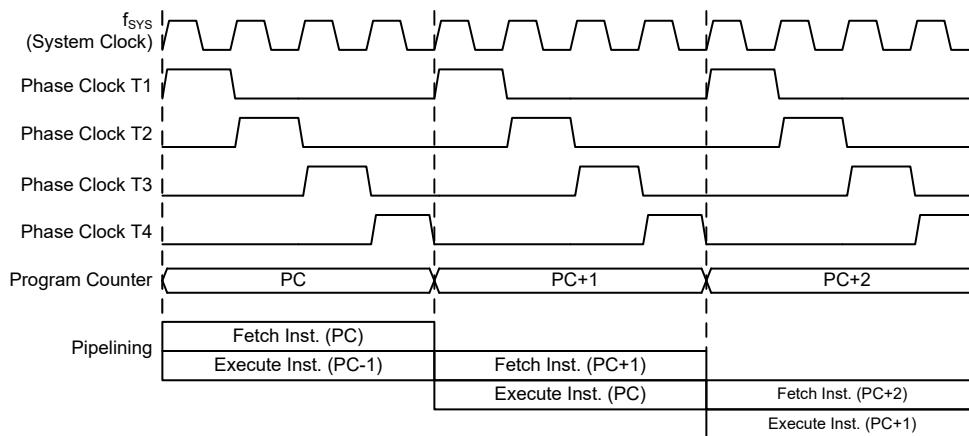 fSYS
(System Clock)
Phase Clock T1
Phase Clock T2
Phase Clock T3
Phase Clock T4
Program Counter PC PC+1 PC+2
Pipelining
Fetch Inst. (PC)
Execute Inst. (PC-1) Fetch Inst. (PC+1)
Execute Inst. (PC) Fetch Inst. (PC+2)
Execute Inst. (PC+1)